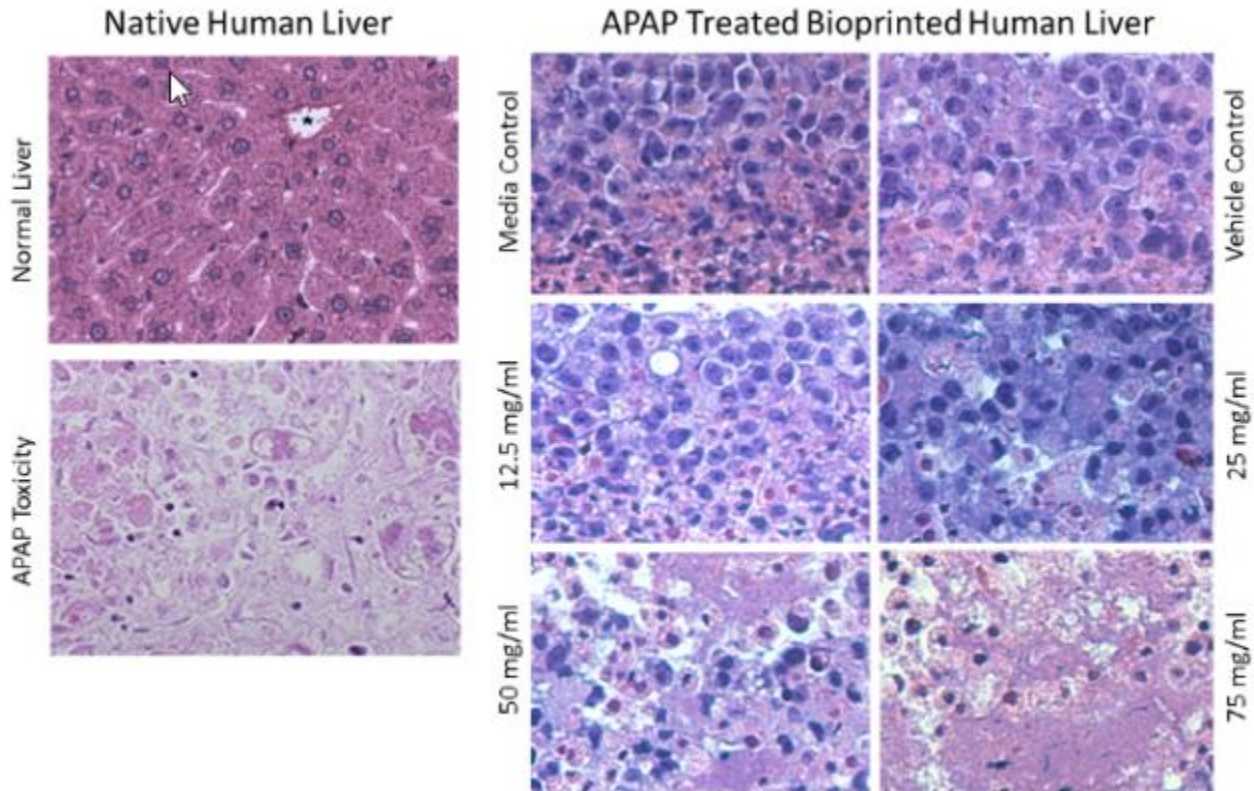 Native Human Liver
APAP Treated Bioprinted Human Liver
Normal Liver
Media Control
Vehicle Control
APAP Toxicity
12.5 mg/ml
25 mg/ml
50 mg/ml
75 mg/ml
*